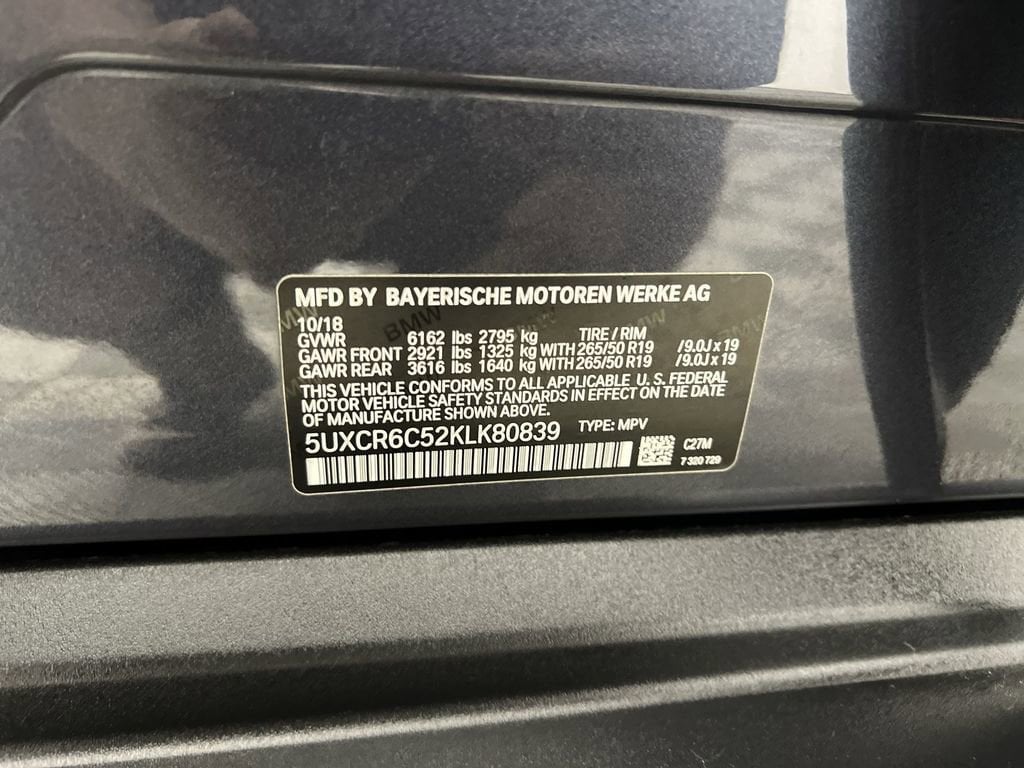 MFD BY BAYERISCHE MOTOREN WERKE AG
10/18
GVWR 6162 lbs 2795 kg TIRE / RIM
GAWR FRONT 2921 lbs 1325 kg WITH 265/50 R19 /9.0J x 19
GAWR REAR 3616 lbs 1640 kg WITH 265/50 R19 /9.0J x 19
THIS VEHICLE CONFORMS TO ALL APPLICABLE U. S. FEDERAL
MOTOR VEHICLE SAFETY STANDARDS IN EFFECT ON THE DATE
OF MANUFACTURE SHOWN ABOVE.
5UXCR6C52KLK80839 TYPE: MPV
C27M
7 320 729
BMW